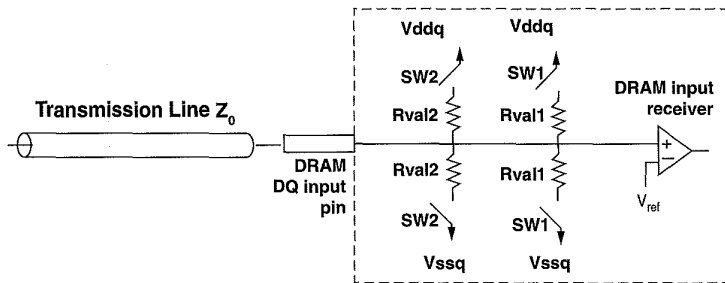 Vddq Vddq
SW2 SW1
DRAM input
receiver
Transmission Line Z0
Rval2 Rval1
+
−
Rval2 Rval1
DRAM
DQ input
pin
Vref
SW2 SW1
Vssq Vssq